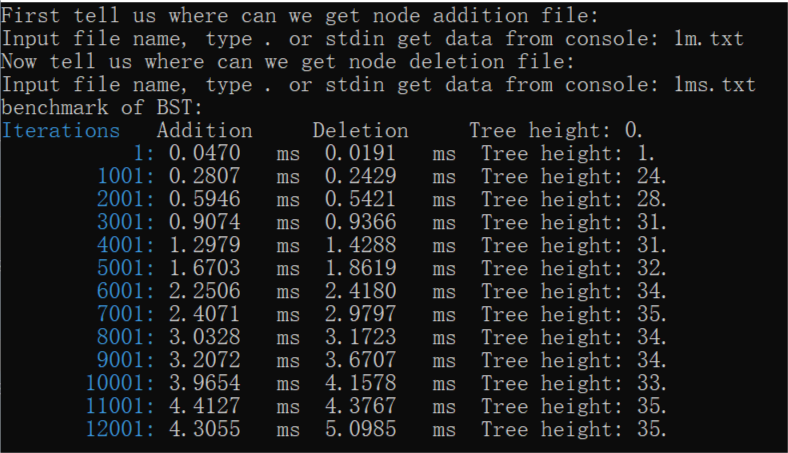 First tell us where can we get node addition file:
Input file name, type . or stdin get data from console: 1m.txt
Now tell us where can we get node deletion file:
Input file name, type . or stdin get data from console: 1ms.txt
benchmark of BST:
Iterations Addition Deletion Tree height: 0.
1: 0.0470 ms 0.0191 ms Tree height: 1.
1001: 0.2807 ms 0.2429 ms Tree height: 24.
2001: 0.5946 ms 0.5421 ms Tree height: 28.
3001: 0.9074 ms 0.9366 ms Tree height: 31.
4001: 1.2979 ms 1.4288 ms Tree height: 31.
5001: 1.6703 ms 1.8619 ms Tree height: 32.
6001: 2.2506 ms 2.4180 ms Tree height: 34.
7001: 2.4071 ms 2.9797 ms Tree height: 35.
8001: 3.0328 ms 3.1723 ms Tree height: 34.
9001: 3.2072 ms 3.6707 ms Tree height: 34.
10001: 3.9654 ms 4.1578 ms Tree height: 33.
11001: 4.4127 ms 4.3767 ms Tree height: 35.
12001: 4.3055 ms 5.0985 ms Tree height: 35.